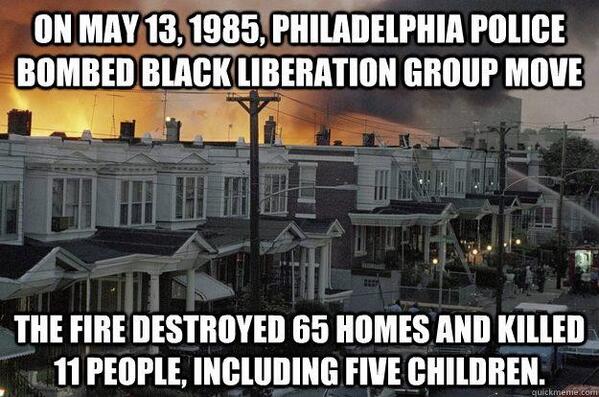 ON MAY 13, 1985, PHILADELPHIA POLICE
BOMBED BLACK LIBERATION GROUP MOVE
THE FIRE DESTROYED 65 HOMES AND KILLED
11 PEOPLE, INCLUDING FIVE CHILDREN.
quickmeme.com